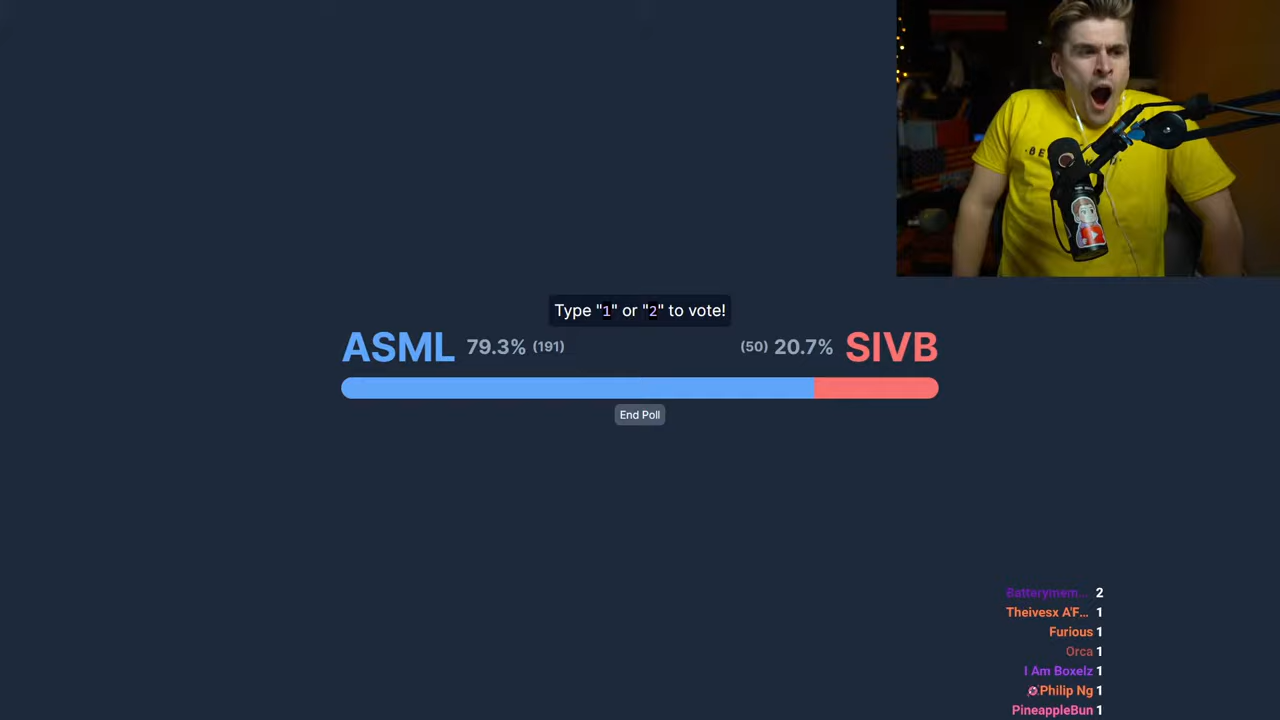 Type "1" or "2" to vote!
ASML 79.3% (191) (50) 20.7% SIVB
End Poll
Batterymem... 2
Theivesx A'F... 1
Furious 1
Orca 1
I Am Boxelz 1
Philip Ng 1
PineappleBun 1